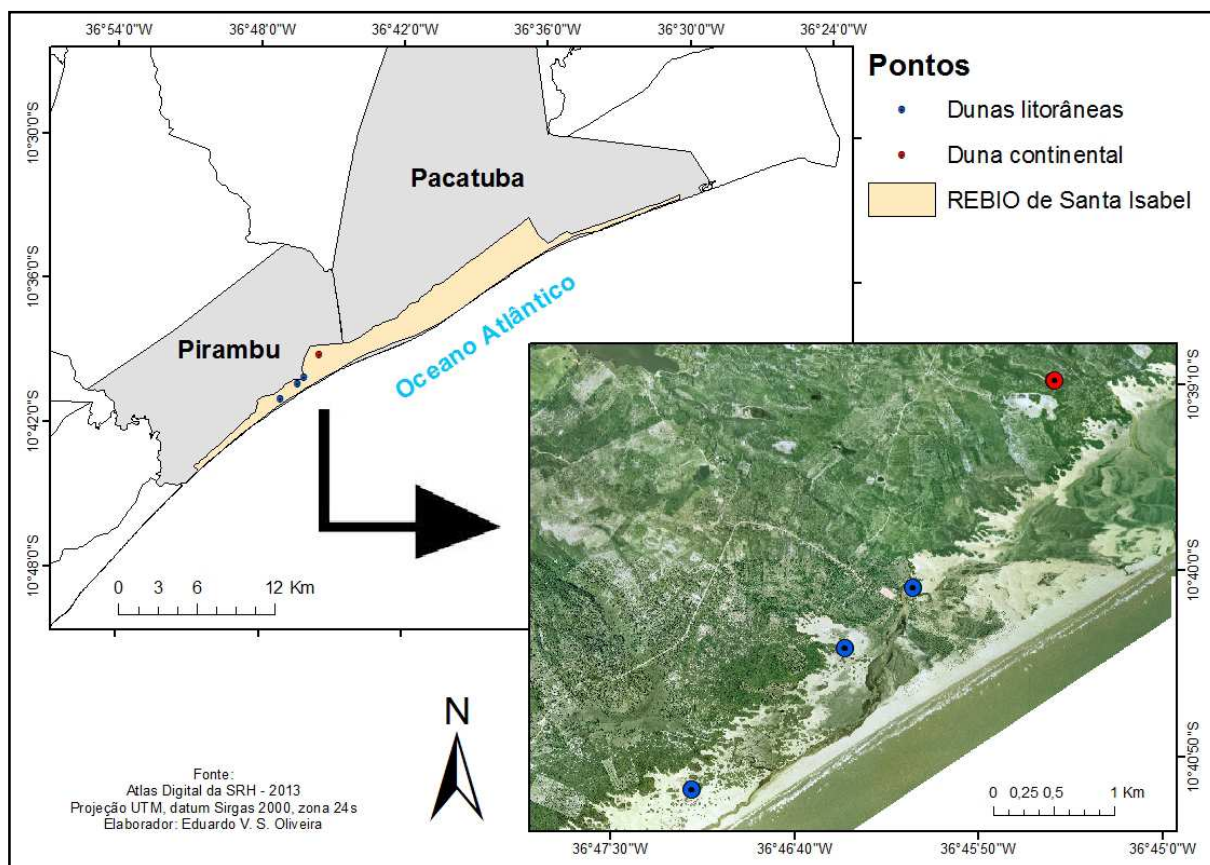 36°54'0"W 36°48'0"W 36°42'0"W 36°36'0"W 36°30'0"W 36°24'0"W
10°30'0"S
10°36'0"S
10°42'0"S
10°48'0"S
Pacatuba
Pirambu
Oceano Atlântico
0 3 6 12 Km
Pontos
Dunas litorâneas
Duna continental
REBIO de Santa Isabel
N
Fonte:
Atlas Digital da SRH - 2013
Projeção UTM, datum Sirgas 2000, zona 24s
Elaborador: Eduardo V. S. Oliveira
10°39'10"S
10°40'0"S
10°40'50"S
0 0,25 0,5 1 Km
36°47'30"W 36°46'40"W 36°45'50"W 36°45'0"W